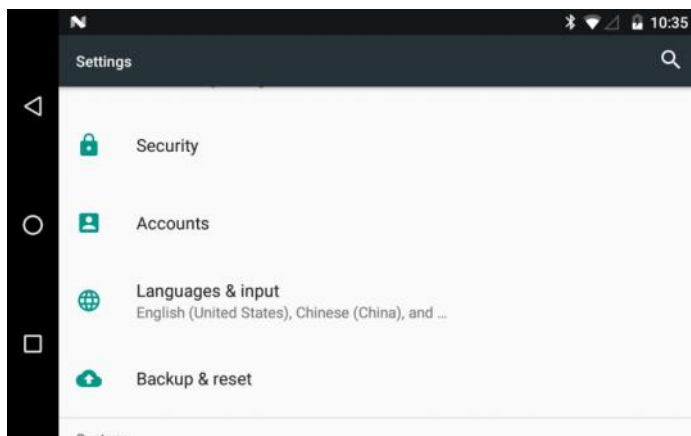 10:35
Settings
Security
Accounts
Languages & input
English (United States), Chinese (China), and ...
Backup & reset